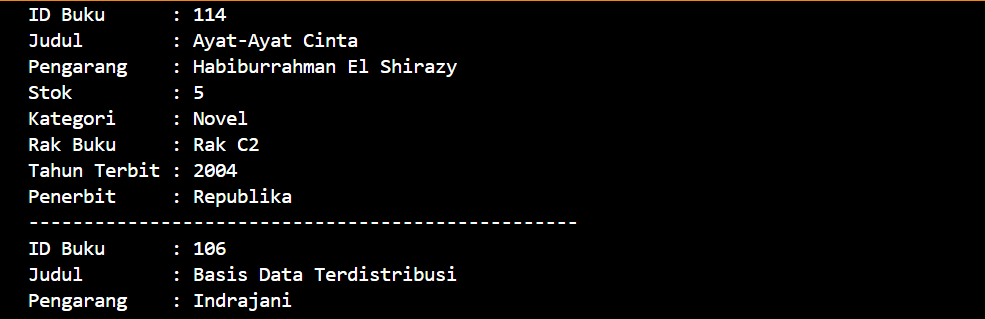 ID Buku : 114
Judul : Ayat-Ayat Cinta
Pengarang : Habiburrahman El Shirazy
Stok : 5
Kategori : Novel
Rak Buku : Rak C2
Tahun Terbit : 2004
Penerbit : Republika
--------------------------------------------------
ID Buku : 106
Judul : Basis Data Terdistribusi
Pengarang : Indrajani